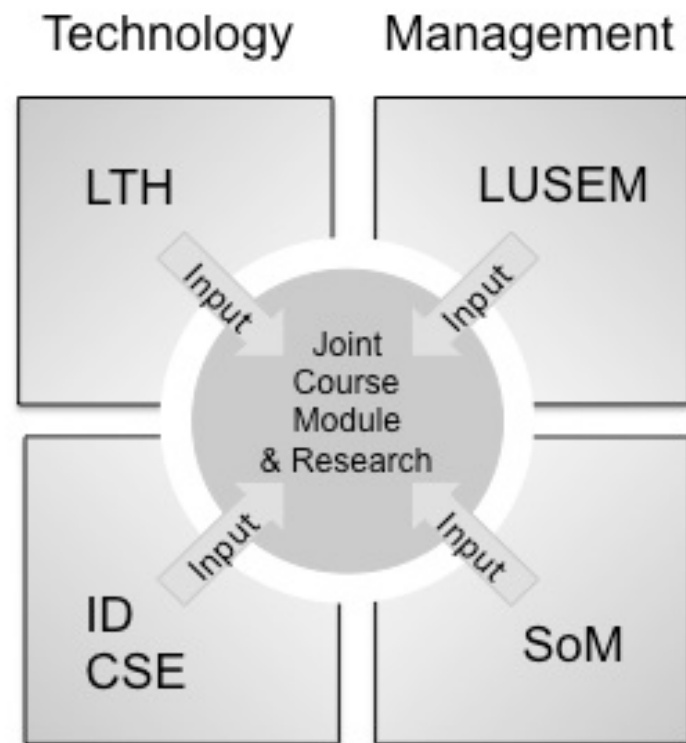 Technology
Management
LTH
LUSEM
Input
Input
Joint
Course
Module
& Research
Input
Input
ID
CSE
SoM